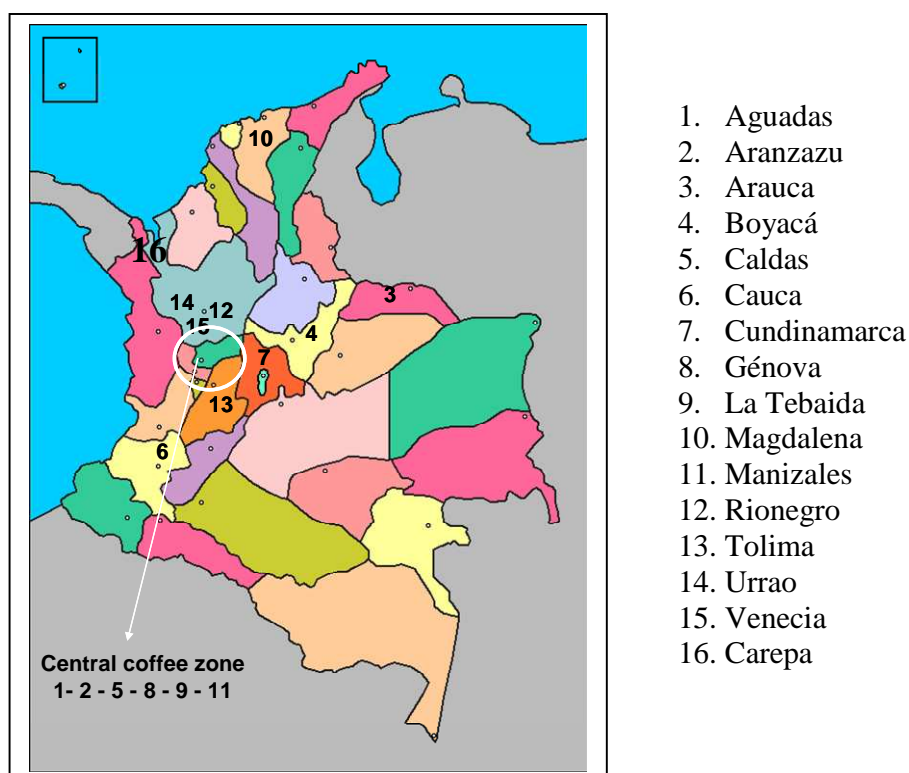 10
16
14
12
15
3
4
7
13
6
Central coffee zone
1- 2 - 5 - 8 - 9 - 11
1. Aguadas
2. Aranzazu
3. Arauca
4. Boyacá
5. Caldas
6. Cauca
7. Cundinamarca
8. Génova
9. La Tebaida
10. Magdalena
11. Manizales
12. Rionegro
13. Tolima
14. Urrao
15. Venecia
16. Carepa